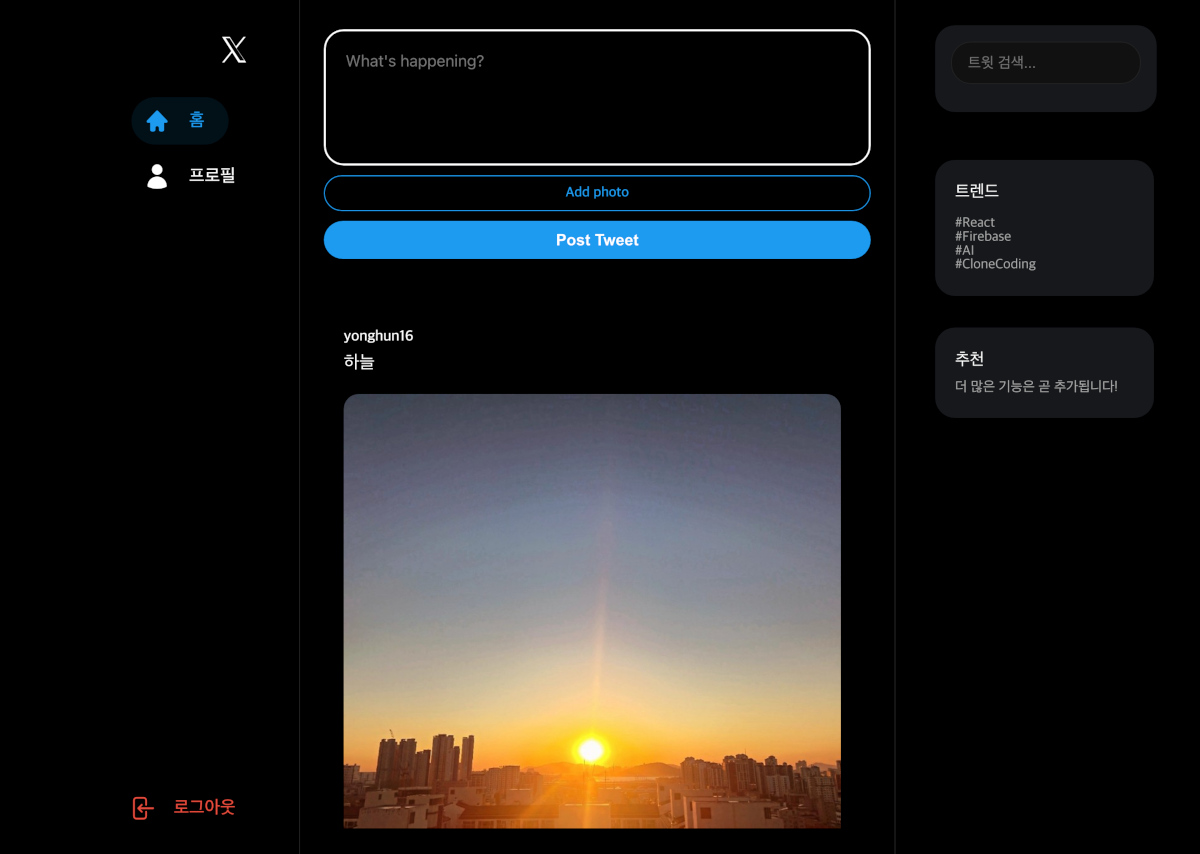 𝕏
홈
프로필
로그아웃
What's happening?
Add photo
Post Tweet
yonghun16
하늘
트윗 검색...
트렌드
#React
#Firebase
#AI
#CloneCoding
추천
더 많은 기능은 곧 추가됩니다!